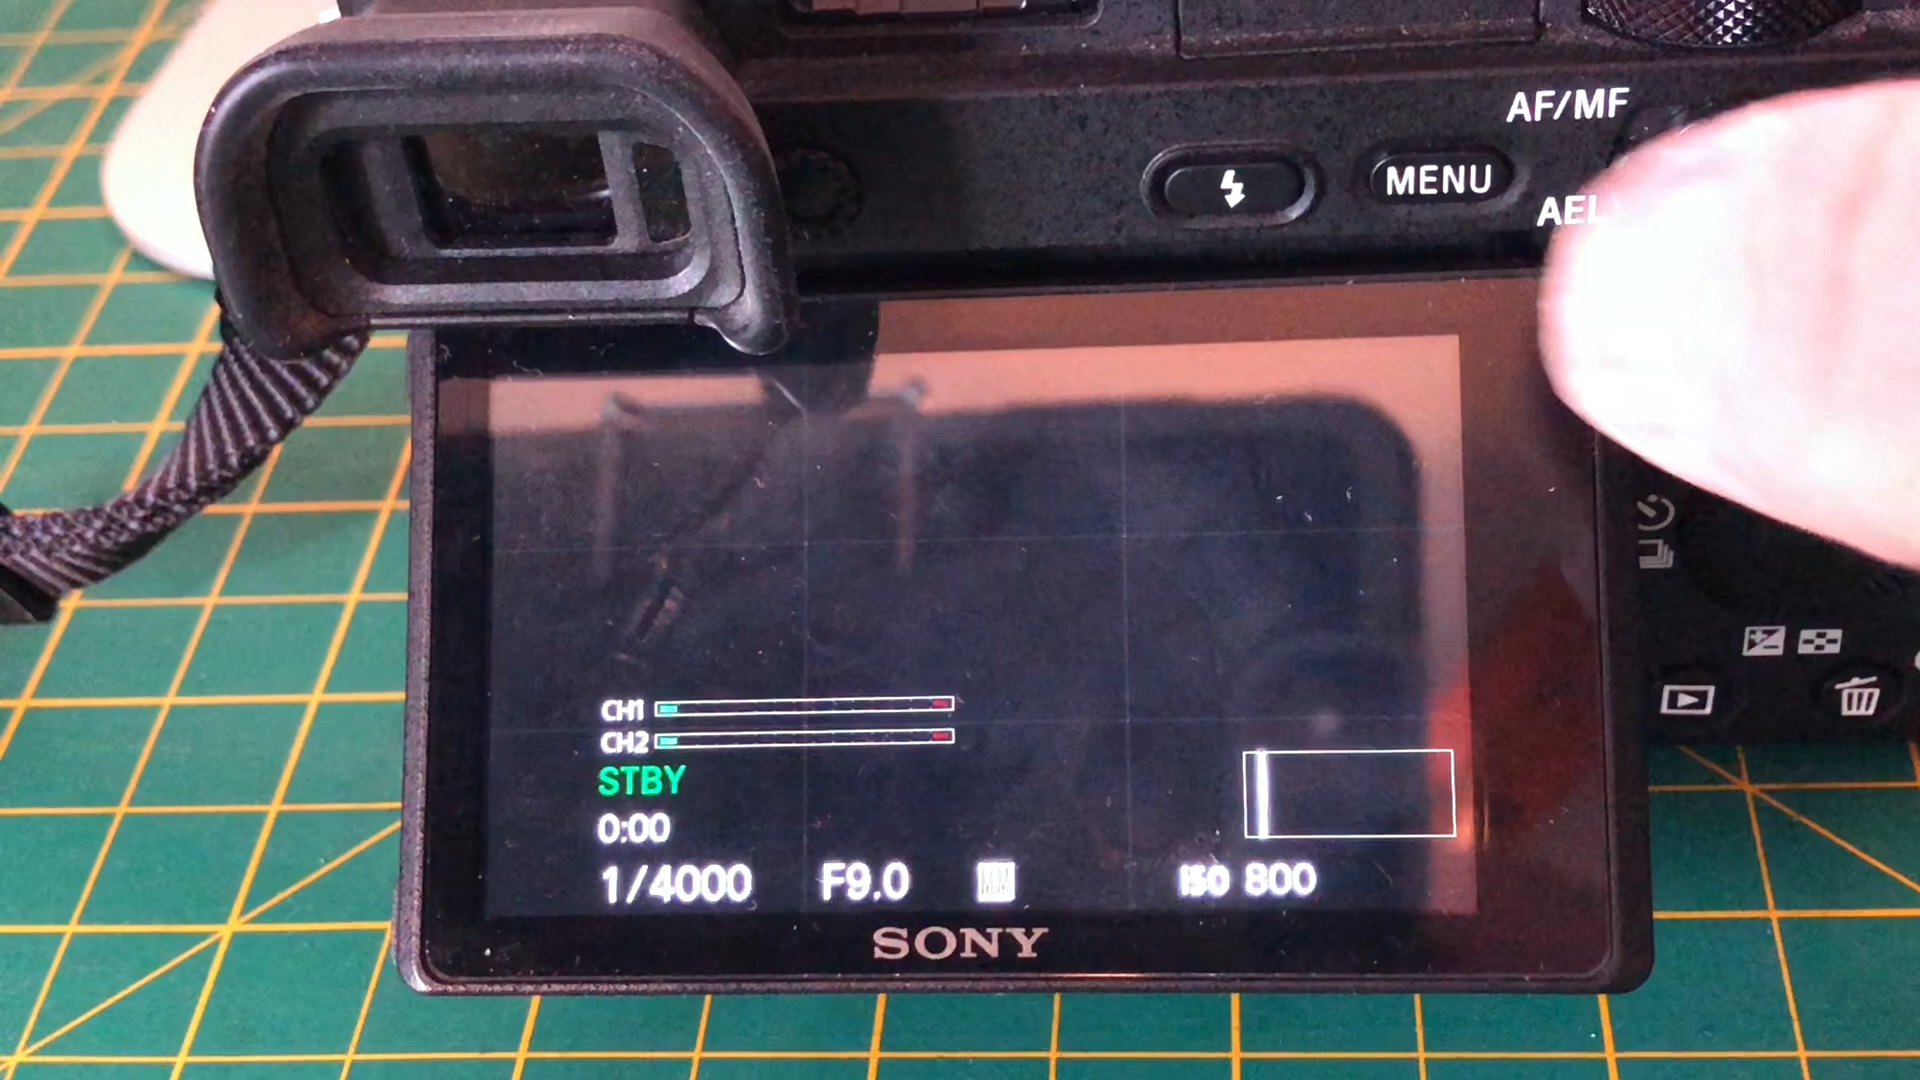 AF/MF
MENU
AEL
CH1
CH2
STBY
0:00
1/4000 F9.0 ISO 800
SONY